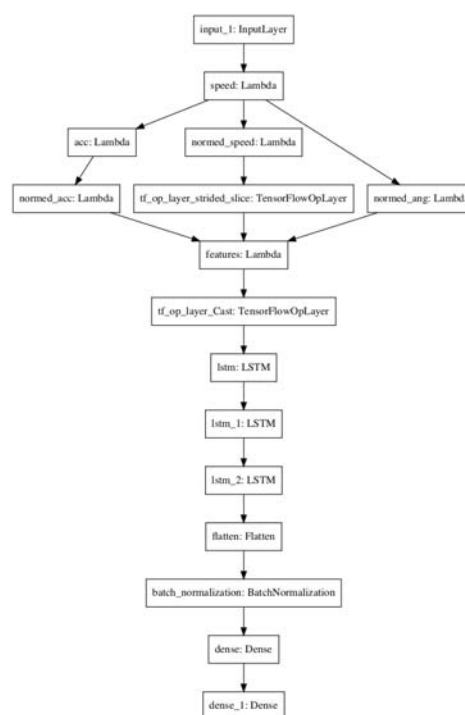 input_1: InputLayer
speed: Lambda
acc: Lambda
normed_speed: Lambda
normed_acc: Lambda
tf_op_layer_strided_slice: TensorFlowOpLayer
normed_ang: Lambda
features: Lambda
tf_op_layer_Cast: TensorFlowOpLayer
lstm: LSTM
lstm_1: LSTM
lstm_2: LSTM
flatten: Flatten
batch_normalization: BatchNormalization
dense: Dense
dense_1: Dense